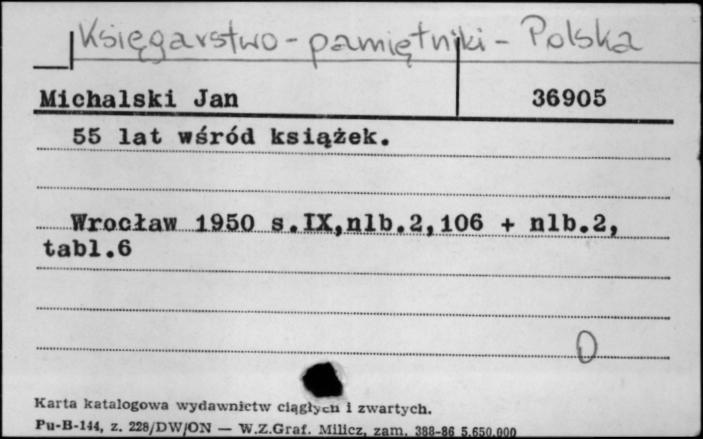 Księgarstwo - pamiętniki - Polska
Michalski Jan 36905
55 lat wśród książek.
Wrocław 1950 s.IX,nlb.2,106 + nlb.2,
tabl.6
0
Karta katalogowa wydawnictw ciągłych i zwartych.
Pu-B-144, z. 228/DW/ON — W.Z.Graf. Milicz, zam. 388-86 5.650.000